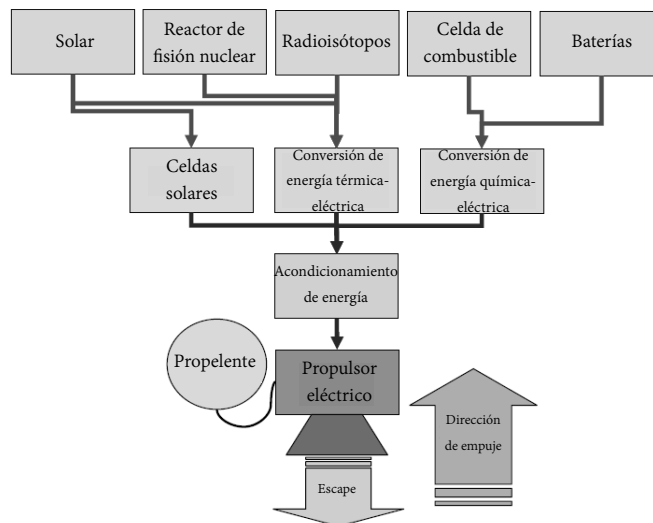 Solar
Reactor de
fisión nuclear
Radioisótopos
Celda de
combustible
Baterías
Celdas
solares
Conversión de
energía térmica-
eléctrica
Conversión de
energía química-
eléctrica
Acondicionamiento
de energía
Propelente
Propulsor
eléctrico
Dirección
de empuje
Escape